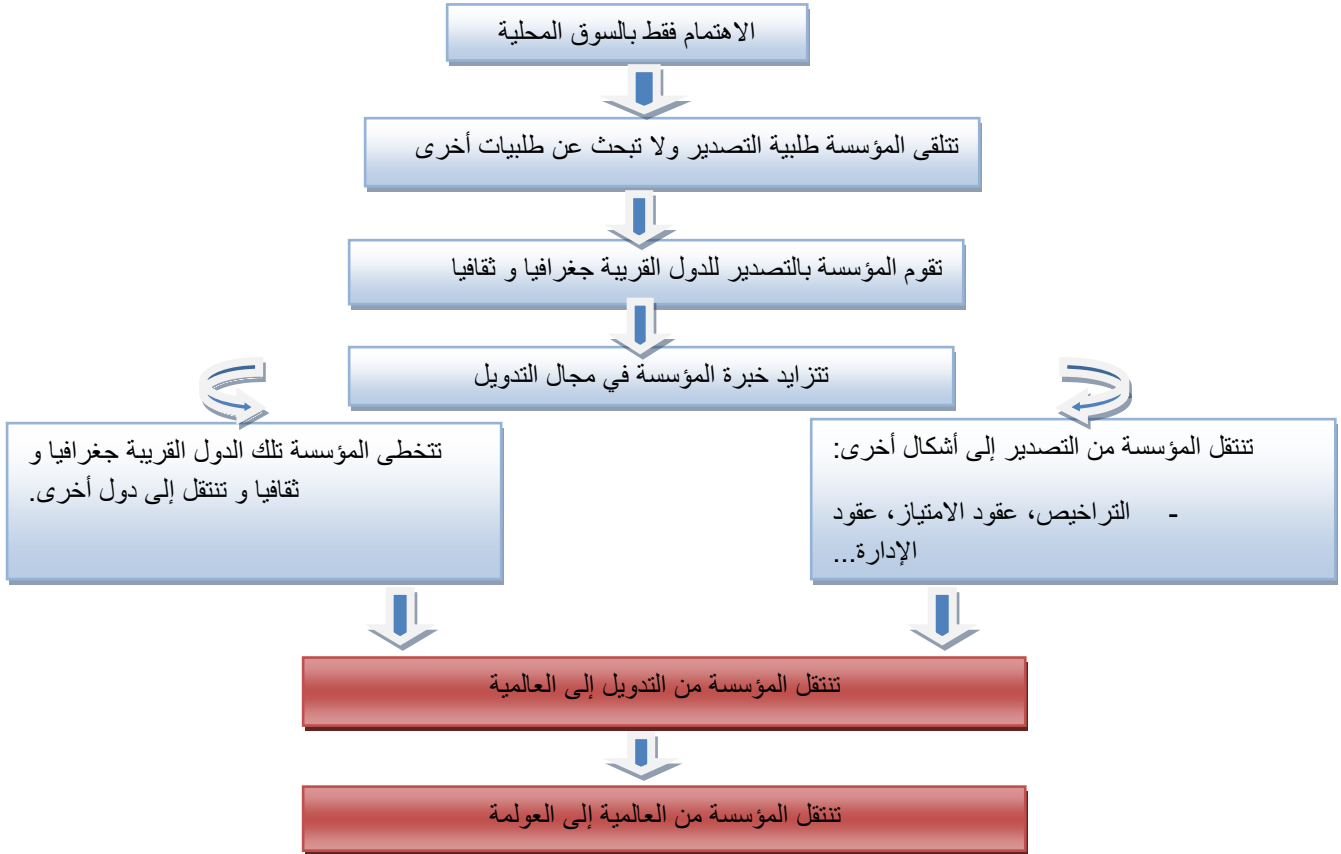 الاهتمام فقط بالسوق المحلية
تتلقى المؤسسة طلبية التصدير ولا تبحث عن طلبيات أخرى
تقوم المؤسسة بالتصدير للدول القريبة جغرافيا و ثقافيا
تتزايد خبرة المؤسسة في مجال التدويل
تنتقل المؤسسة من التصدير إلى أشكال أخرى:
- التراخيص، عقود الامتياز، عقود
الإدارة...
تتخطى المؤسسة تلك الدول القريبة جغرافيا و
ثقافيا و تنتقل إلى دول أخرى.
تنتقل المؤسسة من التدويل إلى العالمية
تنتقل المؤسسة من العالمية إلى العولمة